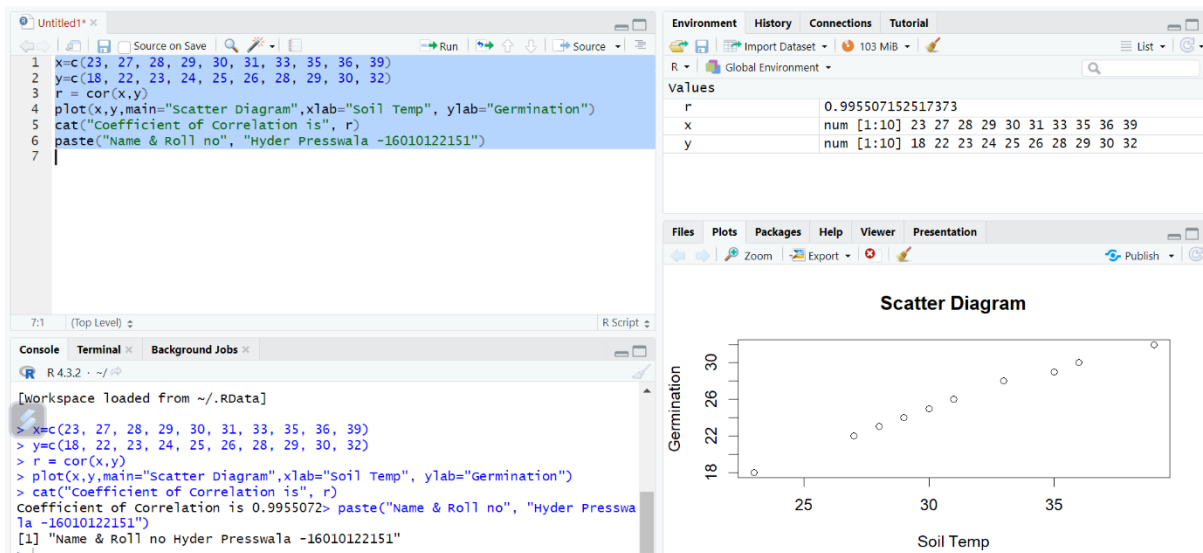 Untitled1*
Source on Save
Run
Source
1 x=c(23, 27, 28, 29, 30, 31, 33, 35, 36, 39)
2 y=c(18, 22, 23, 24, 25, 26, 28, 29, 30, 32)
3 r = cor(x,y)
4 plot(x,y,main="Scatter Diagram",xlab="Soil Temp", ylab="Germination")
5 cat("Coefficient of Correlation is", r)
6 paste("Name & Roll no", "Hyder Presswala -16010122151")
7
7:1 (Top Level) R Script
Console Terminal Background Jobs
R 4.3.2 · ~/
[Workspace loaded from ~/.RData]
> x=c(23, 27, 28, 29, 30, 31, 33, 35, 36, 39)
> y=c(18, 22, 23, 24, 25, 26, 28, 29, 30, 32)
> r = cor(x,y)
> plot(x,y,main="Scatter Diagram",xlab="Soil Temp", ylab="Germination")
> cat("Coefficient of Correlation is", r)
Coefficient of Correlation is 0.9955072> paste("Name & Roll no", "Hyder Presswa
la -16010122151")
[1] "Name & Roll no Hyder Presswala -16010122151"
>
Environment History Connections Tutorial
Import Dataset 103 MiB List
R Global Environment
Values
r 0.995507152517373
x num [1:10] 23 27 28 29 30 31 33 35 36 39
y num [1:10] 18 22 23 24 25 26 28 29 30 32
Files Plots Packages Help Viewer Presentation
Zoom Export Publish
Scatter Diagram
Germination
30
26
22
18
25 30 35
Soil Temp